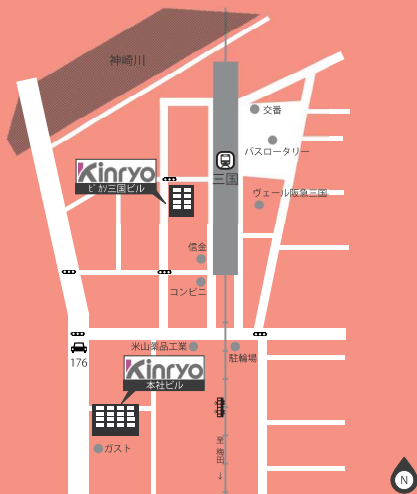 神崎川
交番
バスロータリー
Kinryo
ピカソ三国ビル
三国
ヴェール阪急三国
信金
コンビニ
米山薬品工業
駐輪場
176
Kinryo
本社ビル
至 梅田 →
ガスト
N